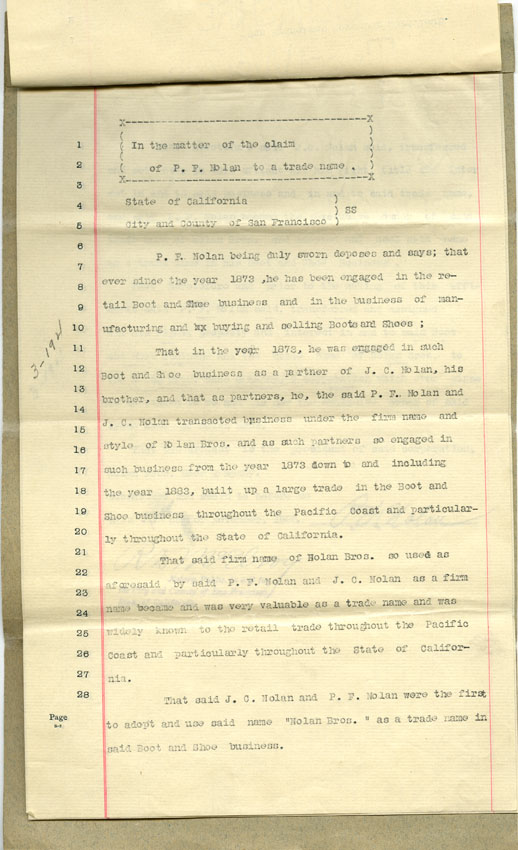 In the matter of the claim
of P. F. Nolan to a trade name.
State of California
City and County of San Francisco ) SS
P. F. Nolan being duly sworn deposes and says; that
ever since the year 1873 ,he has been engaged in the re-
tail Boot and Shoe business and in the business of man-
ufacturing and xx buying and selling Boots and Shoes ;
That in the year 1873, he was engaged in such
Boot and Shoe business as a partner of J. C. Nolan, his
brother, and that as partners, he, the said P. F. Nolan and
J. C. Nolan transacted business under the firm name and
style of Nolan Bros. and as such partners so engaged in
such business from the year 1873 down to and including
the year 1883, built up a large trade in the Boot and
Shoe business throughout the Pacific Coast and particular-
ly throughout the State of California.
That said firm name of Nolan Bros. so used as
aforesaid by said P. F. Nolan and J. C. Nolan as a firm
name became and was very valuable as a trade name and was
widely known to the retail trade throughout the Pacific
Coast and particularly throughout the State of Califor-
nia.
That said J. C. Nolan and P. F. Nolan were the first
to adopt and use said name "Nolan Bros. " as a trade name in
said Boot and Shoe business.
1
2
3
4
5
6
7
8
9
10
11
12
13
14
15
16
17
18
19
20
21
22
23
24
25
26
27
28
Page